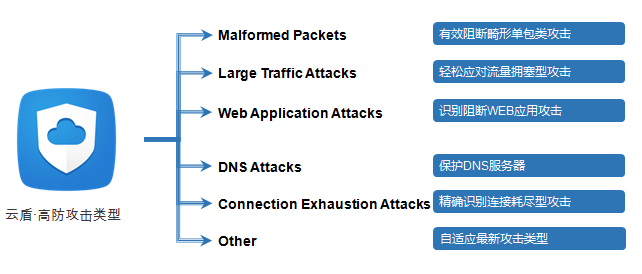 Malformed Packets
有效阻断畸形单包类攻击
Large Traffic Attacks
轻松应对流量拥塞型攻击
Web Application Attacks
识别阻断WEB应用攻击
DNS Attacks
保护DNS服务器
Connection Exhaustion Attacks
精确识别连接耗尽型攻击
Other
自适应最新攻击类型
云盾·高防攻击类型